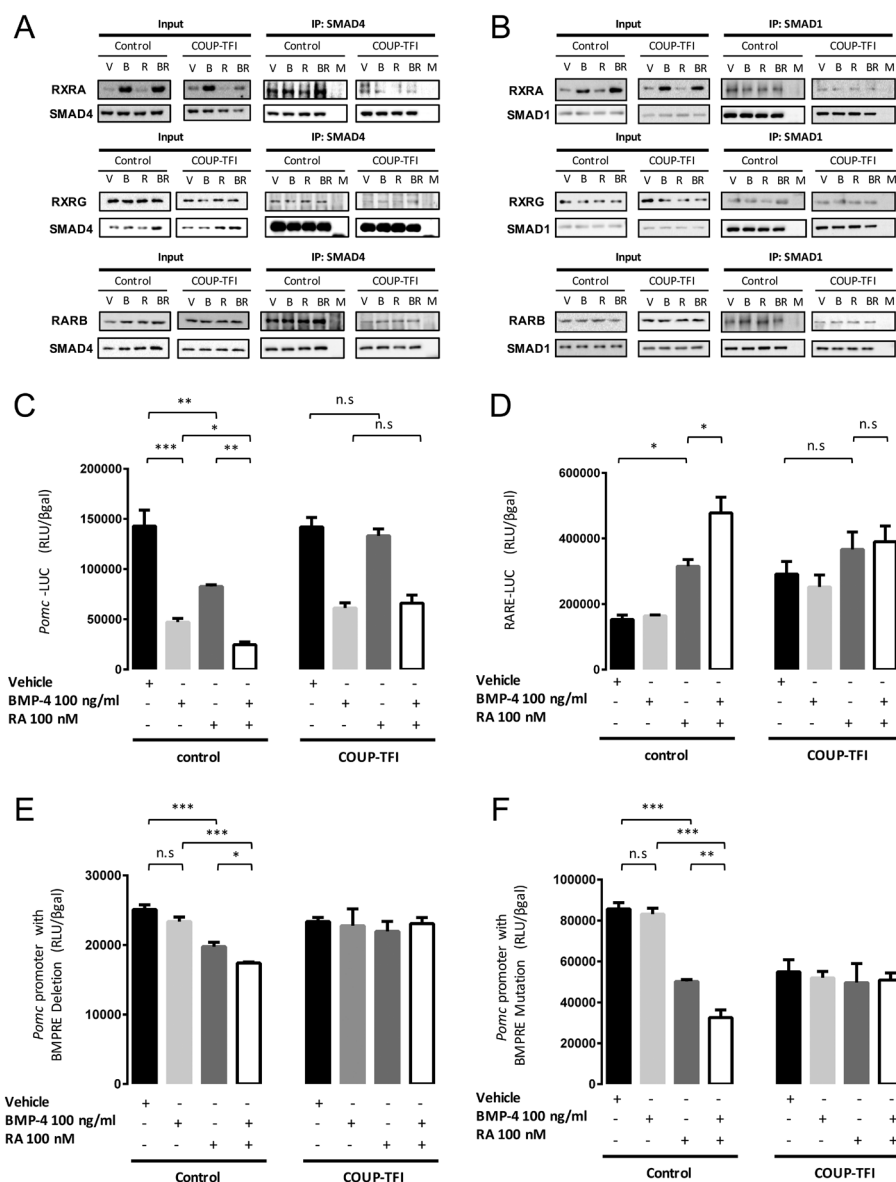 A
Input
IP: SMAD4
Control
COUP-TFI
Control
COUP-TFI
V B R BR
V B R BR
V B R BR M
V B R BR M
RXRA
SMAD4
Input
IP: SMAD4
Control
COUP-TFI
Control
COUP-TFI
V B R BR
V B R BR
V B R BR M
V B R BR M
RXRG
SMAD4
Input
IP: SMAD4
Control
COUP-TFI
Control
COUP-TFI
V B R BR
V B R BR
V B R BR M
V B R BR M
RARB
SMAD4
B
Input
IP: SMAD1
Control
COUP-TFI
Control
COUP-TFI
V B R BR
V B R BR
V B R BR M
V B R BR M
RXRA
SMAD1
Input
IP: SMAD1
Control
COUP-TFI
Control
COUP-TFI
V B R BR
V B R BR
V B R BR M
V B R BR M
RXRG
SMAD1
Input
IP: SMAD1
Control
COUP-TFI
Control
COUP-TFI
V B R BR
V B R BR
V B R BR M
V B R BR M
RARB
SMAD1
C
**
*
***
**
n.s
n.s
Pomc -LUC (RLU/βgal)
200000
150000
100000
50000
0
Vehicle + - - - + - - -
BMP-4 100 ng/ml - + - + - + - +
RA 100 nM - - + + - - + +
control
COUP-TFI
D
*
*
n.s
n.s
RARE-LUC (RLU/βgal)
600000
400000
200000
0
Vehicle + - - - + - - -
BMP-4 100 ng/ml - + - + - + - +
RA 100 nM - - + + - - + +
control
COUP-TFI
E
***
***
n.s
*
Pomc promoter with
BMPRE Deletion (RLU/βgal)
30000
20000
10000
0
Vehicle + - - - + - - -
BMP-4 100 ng/ml - + - + - + - +
RA 100 nM - - + + - - + +
Control
COUP-TFI
F
***
***
n.s
**
Pomc promoter with
BMPRE Mutation (RLU/βgal)
100000
80000
60000
40000
20000
0
Vehicle + - - - + - - -
BMP-4 100 ng/ml - + - + - + - +
RA 100 nM - - + + - - + +
Control
COUP-TFI